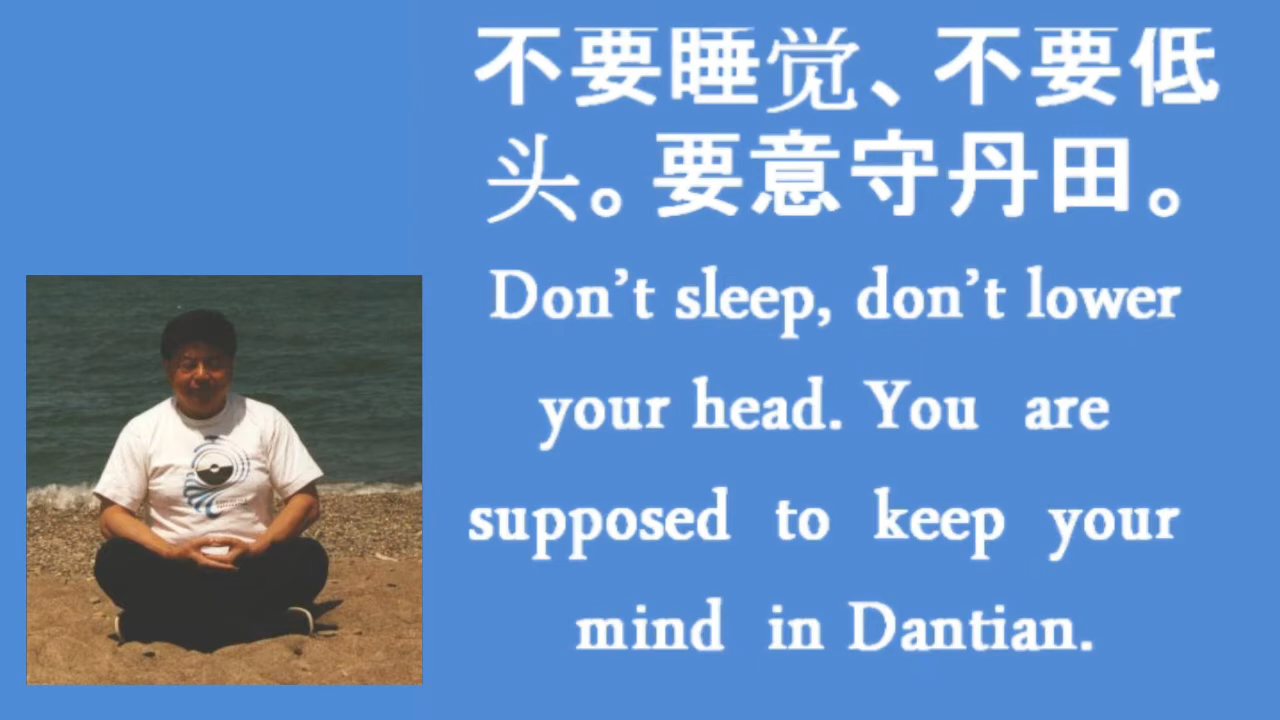 不要睡觉、不要低
头。要意守丹田。
Don't sleep, don't lower
your head. You are
supposed to keep your
mind in Dantian.